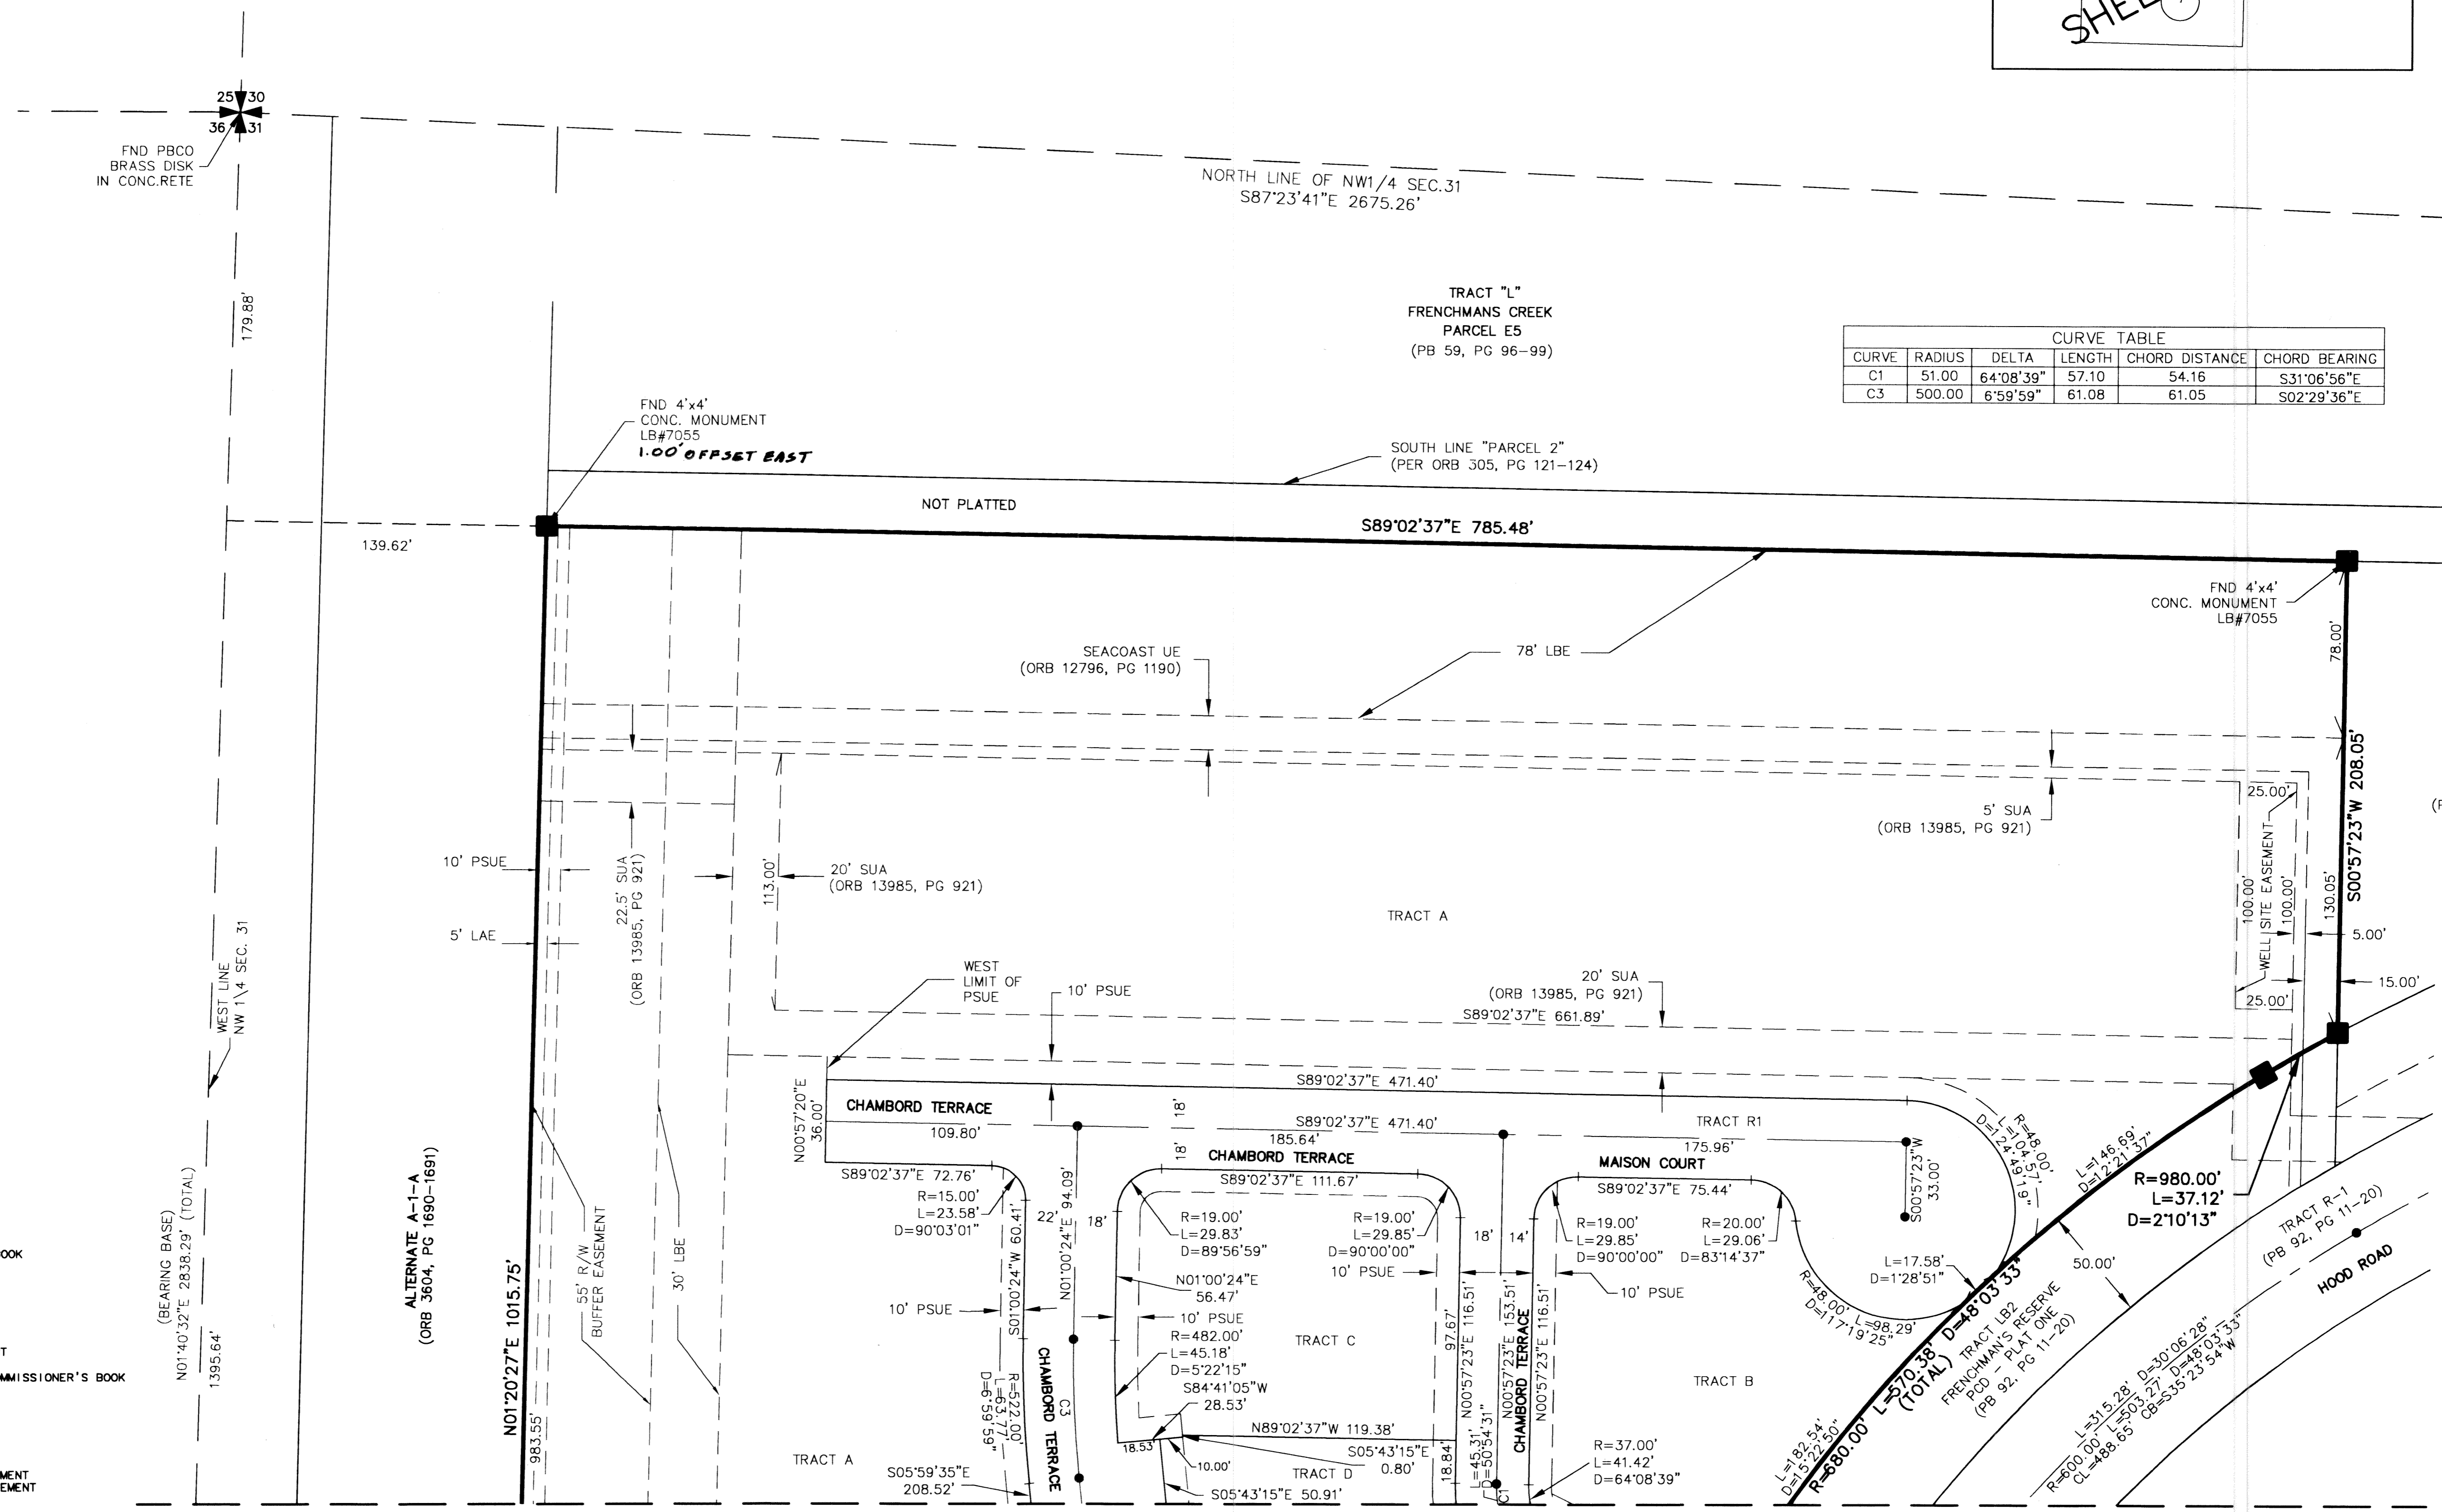 SHEE
25 30
36 31
FND PBCO
BRASS DISK
IN CONC.RETE
NORTH LINE OF NW1/4 SEC.31
S87°23'41"E 2675.26'
179.88'
TRACT "L"
FRENCHMANS CREEK
PARCEL E5
(PB 59, PG 96-99)
CURVE TABLE
CURVE RADIUS DELTA LENGTH CHORD DISTANCE CHORD BEARING
C1 51.00 64°08'39" 57.10 54.16 S31°06'56"E
C3 500.00 6°59'59" 61.08 61.05 S02°29'36"E
FND 4'x4'
CONC. MONUMENT
LB#7055
1.00' OFFSET EAST
SOUTH LINE "PARCEL 2"
(PER ORB 305, PG 121-124)
NOT PLATTED
S89°02'37"E 785.48'
139.62'
FND 4'x4'
CONC. MONUMENT
LB#7055
78.00'
SEACOAST UE
(ORB 12796, PG 1190)
78' LBE
S00°57'23"W 208.05'
25.00'
5' SUA
(ORB 13985, PG 921)
10' PSUE
22.5' SUA
(ORB 13985, PG 921)
113.00'
20' SUA
(ORB 13985, PG 921)
TRACT A
100.00'
WELL SITE EASEMENT
100.00'
130.05'
5.00'
5' LAE
WEST
LIMIT OF
PSUE
10' PSUE
20' SUA
(ORB 13985, PG 921)
S89°02'37"E 661.89'
15.00'
25.00'
WEST LINE
NW 1\4 SEC. 31
S89°02'37"E 471.40'
N00°57'20"E
36.00'
CHAMBORD TERRACE
109.80'
18'
18'
S89°02'37"E 471.40'
185.64'
TRACT R1
175.96'
R=48.00'
L=104.57'
D=124°49'19"
S00°57'23"W
33.00'
L=146.69'
D=12°21'37"
R=980.00'
L=37.12'
D=2°10'13"
S89°02'37"E 72.76'
R=15.00'
L=23.58'
D=90°03'01"
CHAMBORD TERRACE
S89°02'37"E 111.67'
MAISON COURT
S89°02'37"E 75.44'
22'
18'
N01°00'24"E 94.09'
S01°00'24"W 60.41'
R=19.00'
L=29.83'
D=89°56'59"
R=19.00'
L=29.85'
D=90°00'00"
18'
14'
R=19.00'
L=29.85'
D=90°00'00"
R=20.00'
L=29.06'
D=83°14'37"
L=17.58'
D=1°28'51"
50.00'
TRACT R-1
(PB 92, PG 11-20)
HOOD ROAD
10' PSUE
N01°00'24"E
56.47'
10' PSUE
10' PSUE
10' PSUE
R=48.00' L=98.29'
D=117°19'25"
(BEARING BASE)
N01°40'32"E 2838.29' (TOTAL)
1395.64'
ALTERNATE A-1-A
(ORB 3604, PG 1690-1691)
N01°20'27"E 1015.75'
983.55'
55' R/W
BUFFER EASEMENT
30' LBE
R=482.00'
L=45.18'
D=5°22'15"
S84°41'05"W
28.53'
TRACT C
TRACT B
97.67'
N00°57'23"E 116.51'
N00°57'23"E 153.51'
N00°57'23"E 116.51'
CHAMBORD TERRACE
R=680.00' L=570.38' D=48°03'33"
(TOTAL)
TRACT LB2
FRENCHMAN'S RESERVE
PCD - PLAT ONE
(PB 92, PG 11-20)
L=315.28' D=30°06'28"
R=600.00' L=503.27' D=48°03'33"
CL=488.65' CB=S35°23'54"W
L=182.54'
D=15°22'50"
R=522.00'
L=63.77'
D=6°59'59"
CHAMBORD TERRACE
C3
N89°02'37"W 119.38'
18.53'
10.00'
S05°43'15"E
0.80'
TRACT D
S05°43'15"E 50.91'
18.84'
L=45.31'
D=50°54'31"
C1
R=37.00'
L=41.42'
D=64°08'39"
TRACT A
S05°59'35"E
208.52'
OOK
T
MMISSIONER'S BOOK
MENT
EMENT